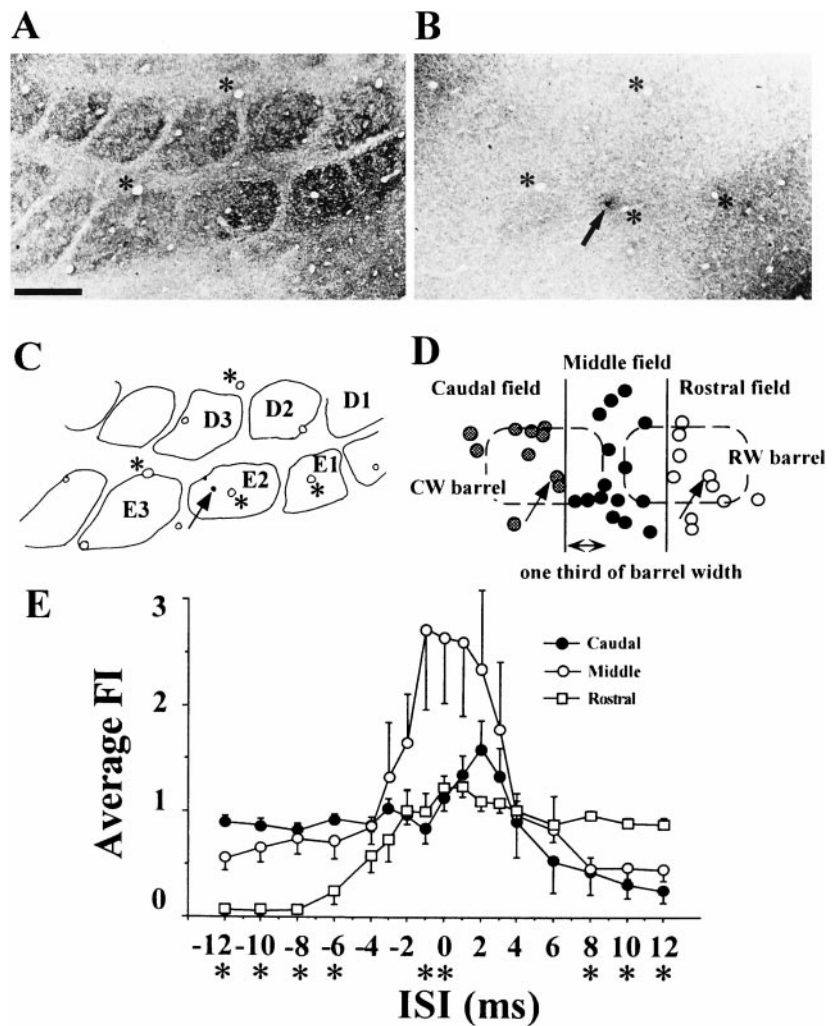 A
B
*
*
*
*
*
*
*
C
D
*
D3
D2
D1
*
E3
E2
*
E1
*
Middle field
Caudal field
Rostral field
CW barrel
RW barrel
one third of barrel width
E
Average FI
3
2
1
0
Caudal
Middle
Rostral
-12 -10 -8 -6 -4 -2 0 2 4 6 8 10 12
* * * * * * * * *
ISI (ms)